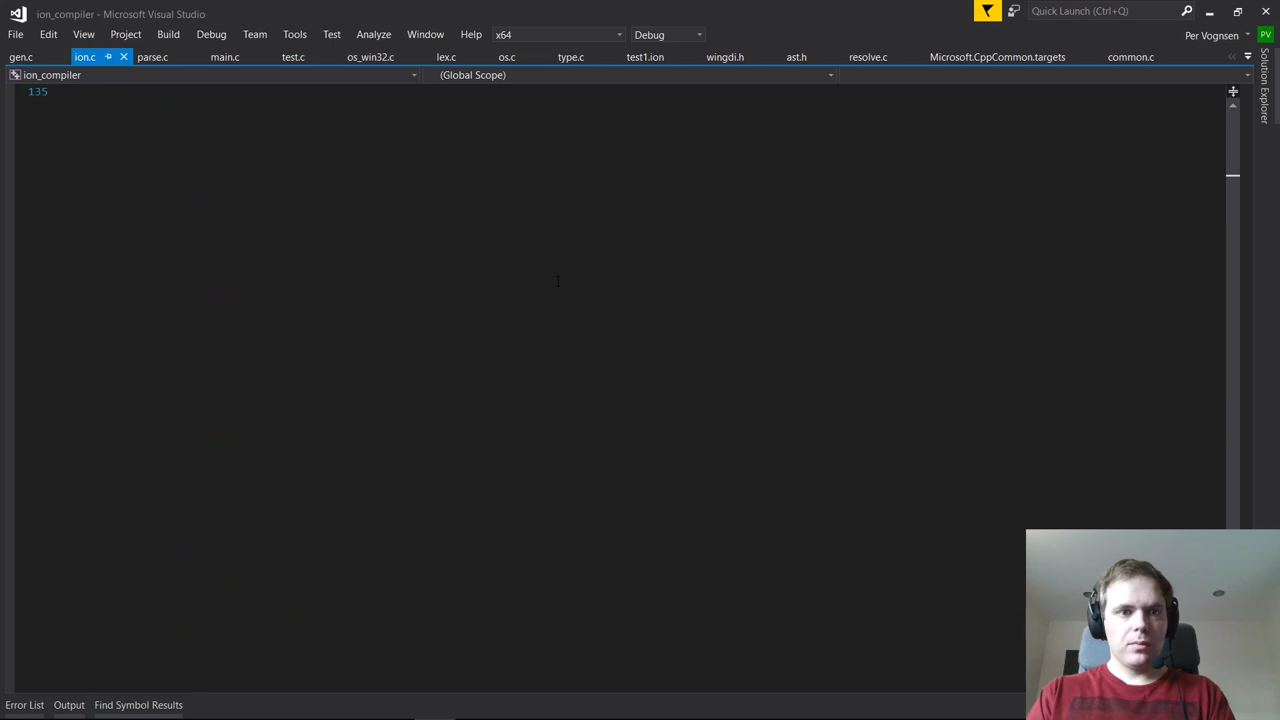 ion_compiler - Microsoft Visual Studio
Quick Launch (Ctrl+Q)
File Edit View Project Build Debug Team Tools Test Analyze Window Help x64 Debug Per Vognsen PV
gen.c ion.c parse.c main.c test.c os_win32.c lex.c os.c type.c test1.ion wingdi.h ast.h resolve.c Microsoft.CppCommon.targets common.c
ion_compiler (Global Scope)
135
Solution Explorer
Error List Output Find Symbol Results